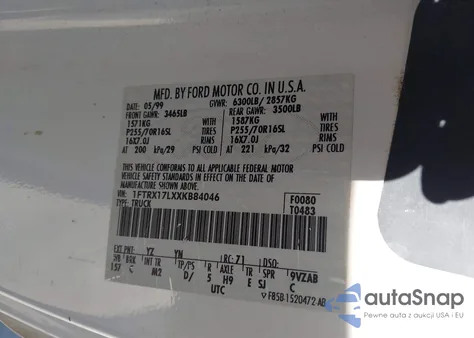 MFD. BY FORD MOTOR CO. IN U.S.A.
DATE: 05/99 GVWR: 6300LB/ 2857KG
FRONT GAWR: 3465LB REAR GAWR: 3500LB
1571KG 1587KG
P255/70R16SL TIRES P255/70R16SL TIRES
16X7.0J RIMS 16X7.0J RIMS
AT 200 kPa/29 PSI COLD AT 221 kPa/32 PSI COLD
THIS VEHICLE CONFORMS TO ALL APPLICABLE FEDERAL MOTOR
VEHICLE SAFETY STANDARDS IN EFFECT ON THE DATE OF
MANUFACTURE SHOWN ABOVE.
VIN: 1FTRX17LXXKB84046 F0080
TYPE: TRUCK T0483
EXT PNT: YZ YN RC: 71 DSO:
WB BRK INT TR TP/PS R AXLE TR SPR 9VZAB
157 C M2 D/ 5 H9 E SJ C
UTC
F85B-1520472-AB
autoSnap
Pewne auta z aukcji USA i EU